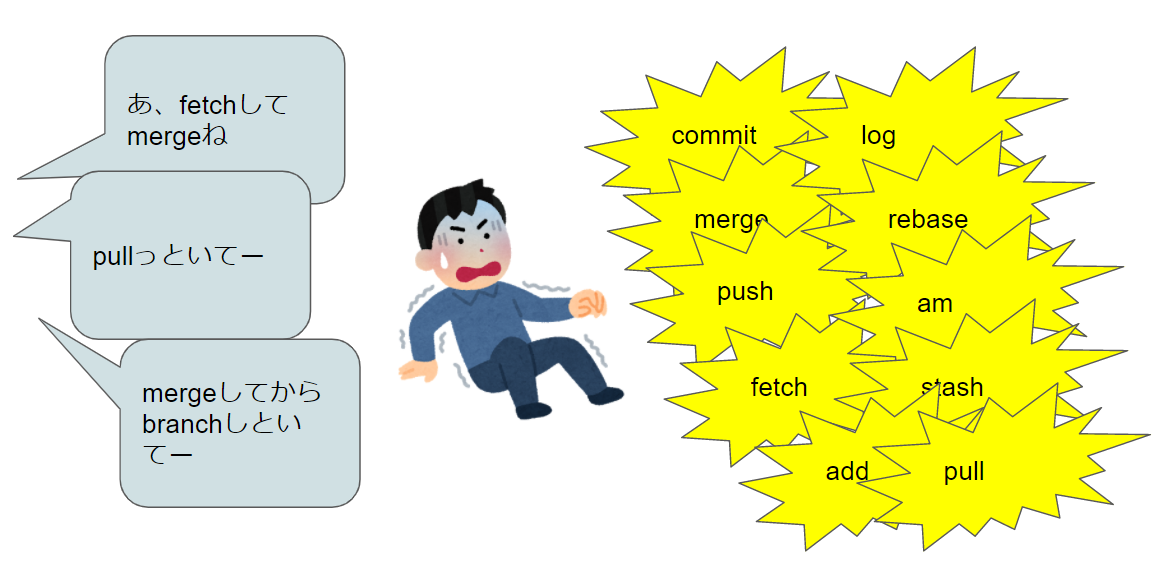 あ、fetchして
mergeね
pullっといてー
mergeしてから
branchしとい
てー
commit
log
merge
rebase
push
am
fetch
stash
add
pull